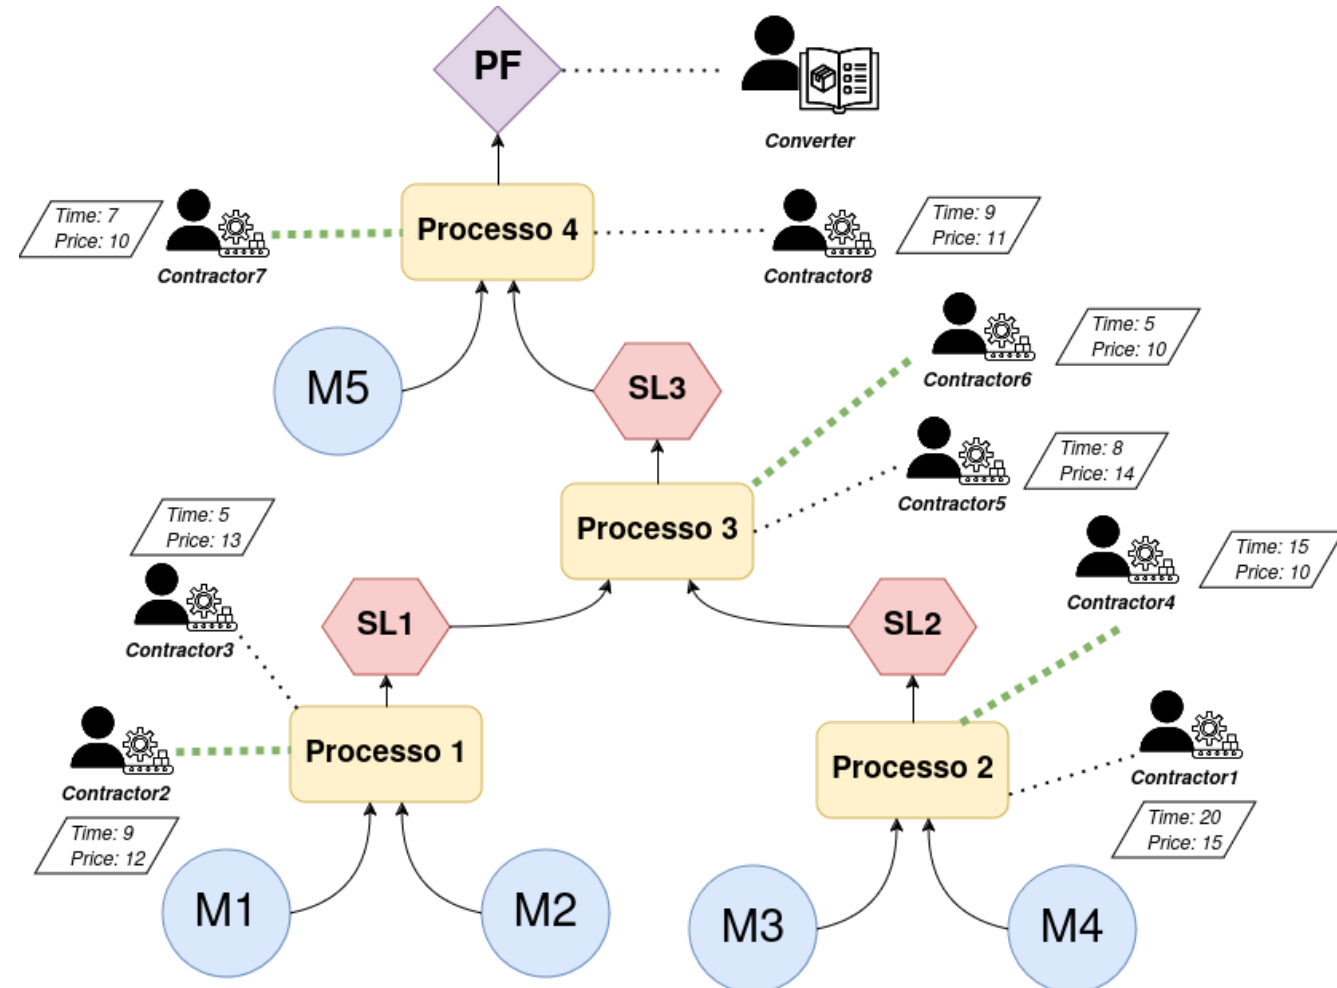 PF
Converter
Time: 7
Price: 10
Contractor7
Processo 4
Contractor8
Time: 9
Price: 11
M5
SL3
Contractor6
Time: 5
Price: 10
Contractor5
Time: 8
Price: 14
Processo 3
Time: 5
Price: 13
Contractor3
SL1
SL2
Contractor4
Time: 15
Price: 10
Contractor2
Time: 9
Price: 12
Processo 1
Processo 2
Contractor1
Time: 20
Price: 15
M1
M2
M3
M4